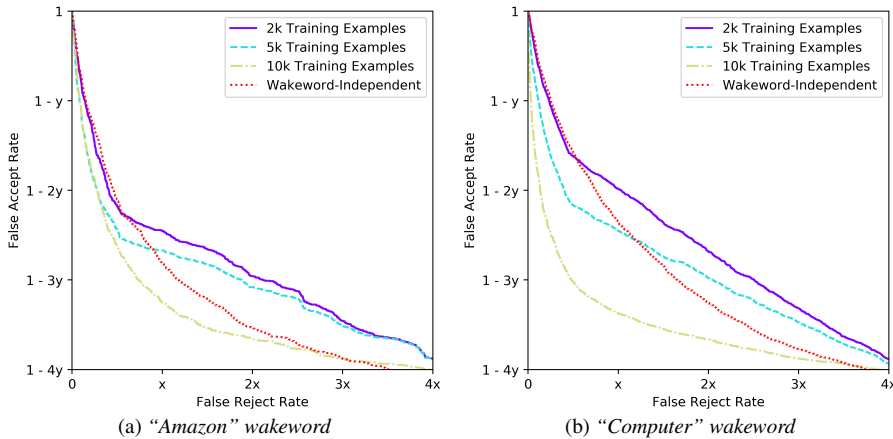 1
1 - y
1 - 2y
1 - 3y
1 - 4y
False Accept Rate
0
x
2x
3x
4x
False Reject Rate
2k Training Examples
5k Training Examples
10k Training Examples
Wakeword-Independent
(a) “Amazon” wakeword
1
1 - y
1 - 2y
1 - 3y
1 - 4y
False Accept Rate
0
x
2x
3x
4x
False Reject Rate
2k Training Examples
5k Training Examples
10k Training Examples
Wakeword-Independent
(b) “Computer” wakeword